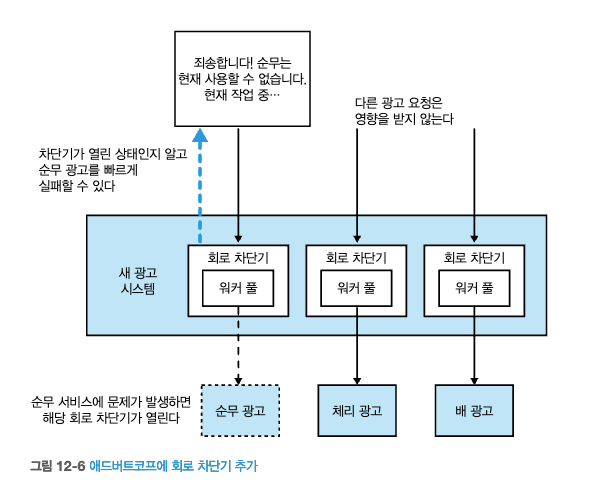 죄송합니다! 순무는
현재 사용할 수 없습니다.
현재 작업 중…
다른 광고 요청은
영향을 받지 않는다
차단기가 열린 상태인지 알고
순무 광고를 빠르게
실패할 수 있다
새 광고
시스템
회로 차단기
워커 풀
회로 차단기
워커 풀
회로 차단기
워커 풀
순무 서비스에 문제가 발생하면
해당 회로 차단기가 열린다
순무 광고
체리 광고
배 광고
그림 12-6 애드버트코프에 회로 차단기 추가